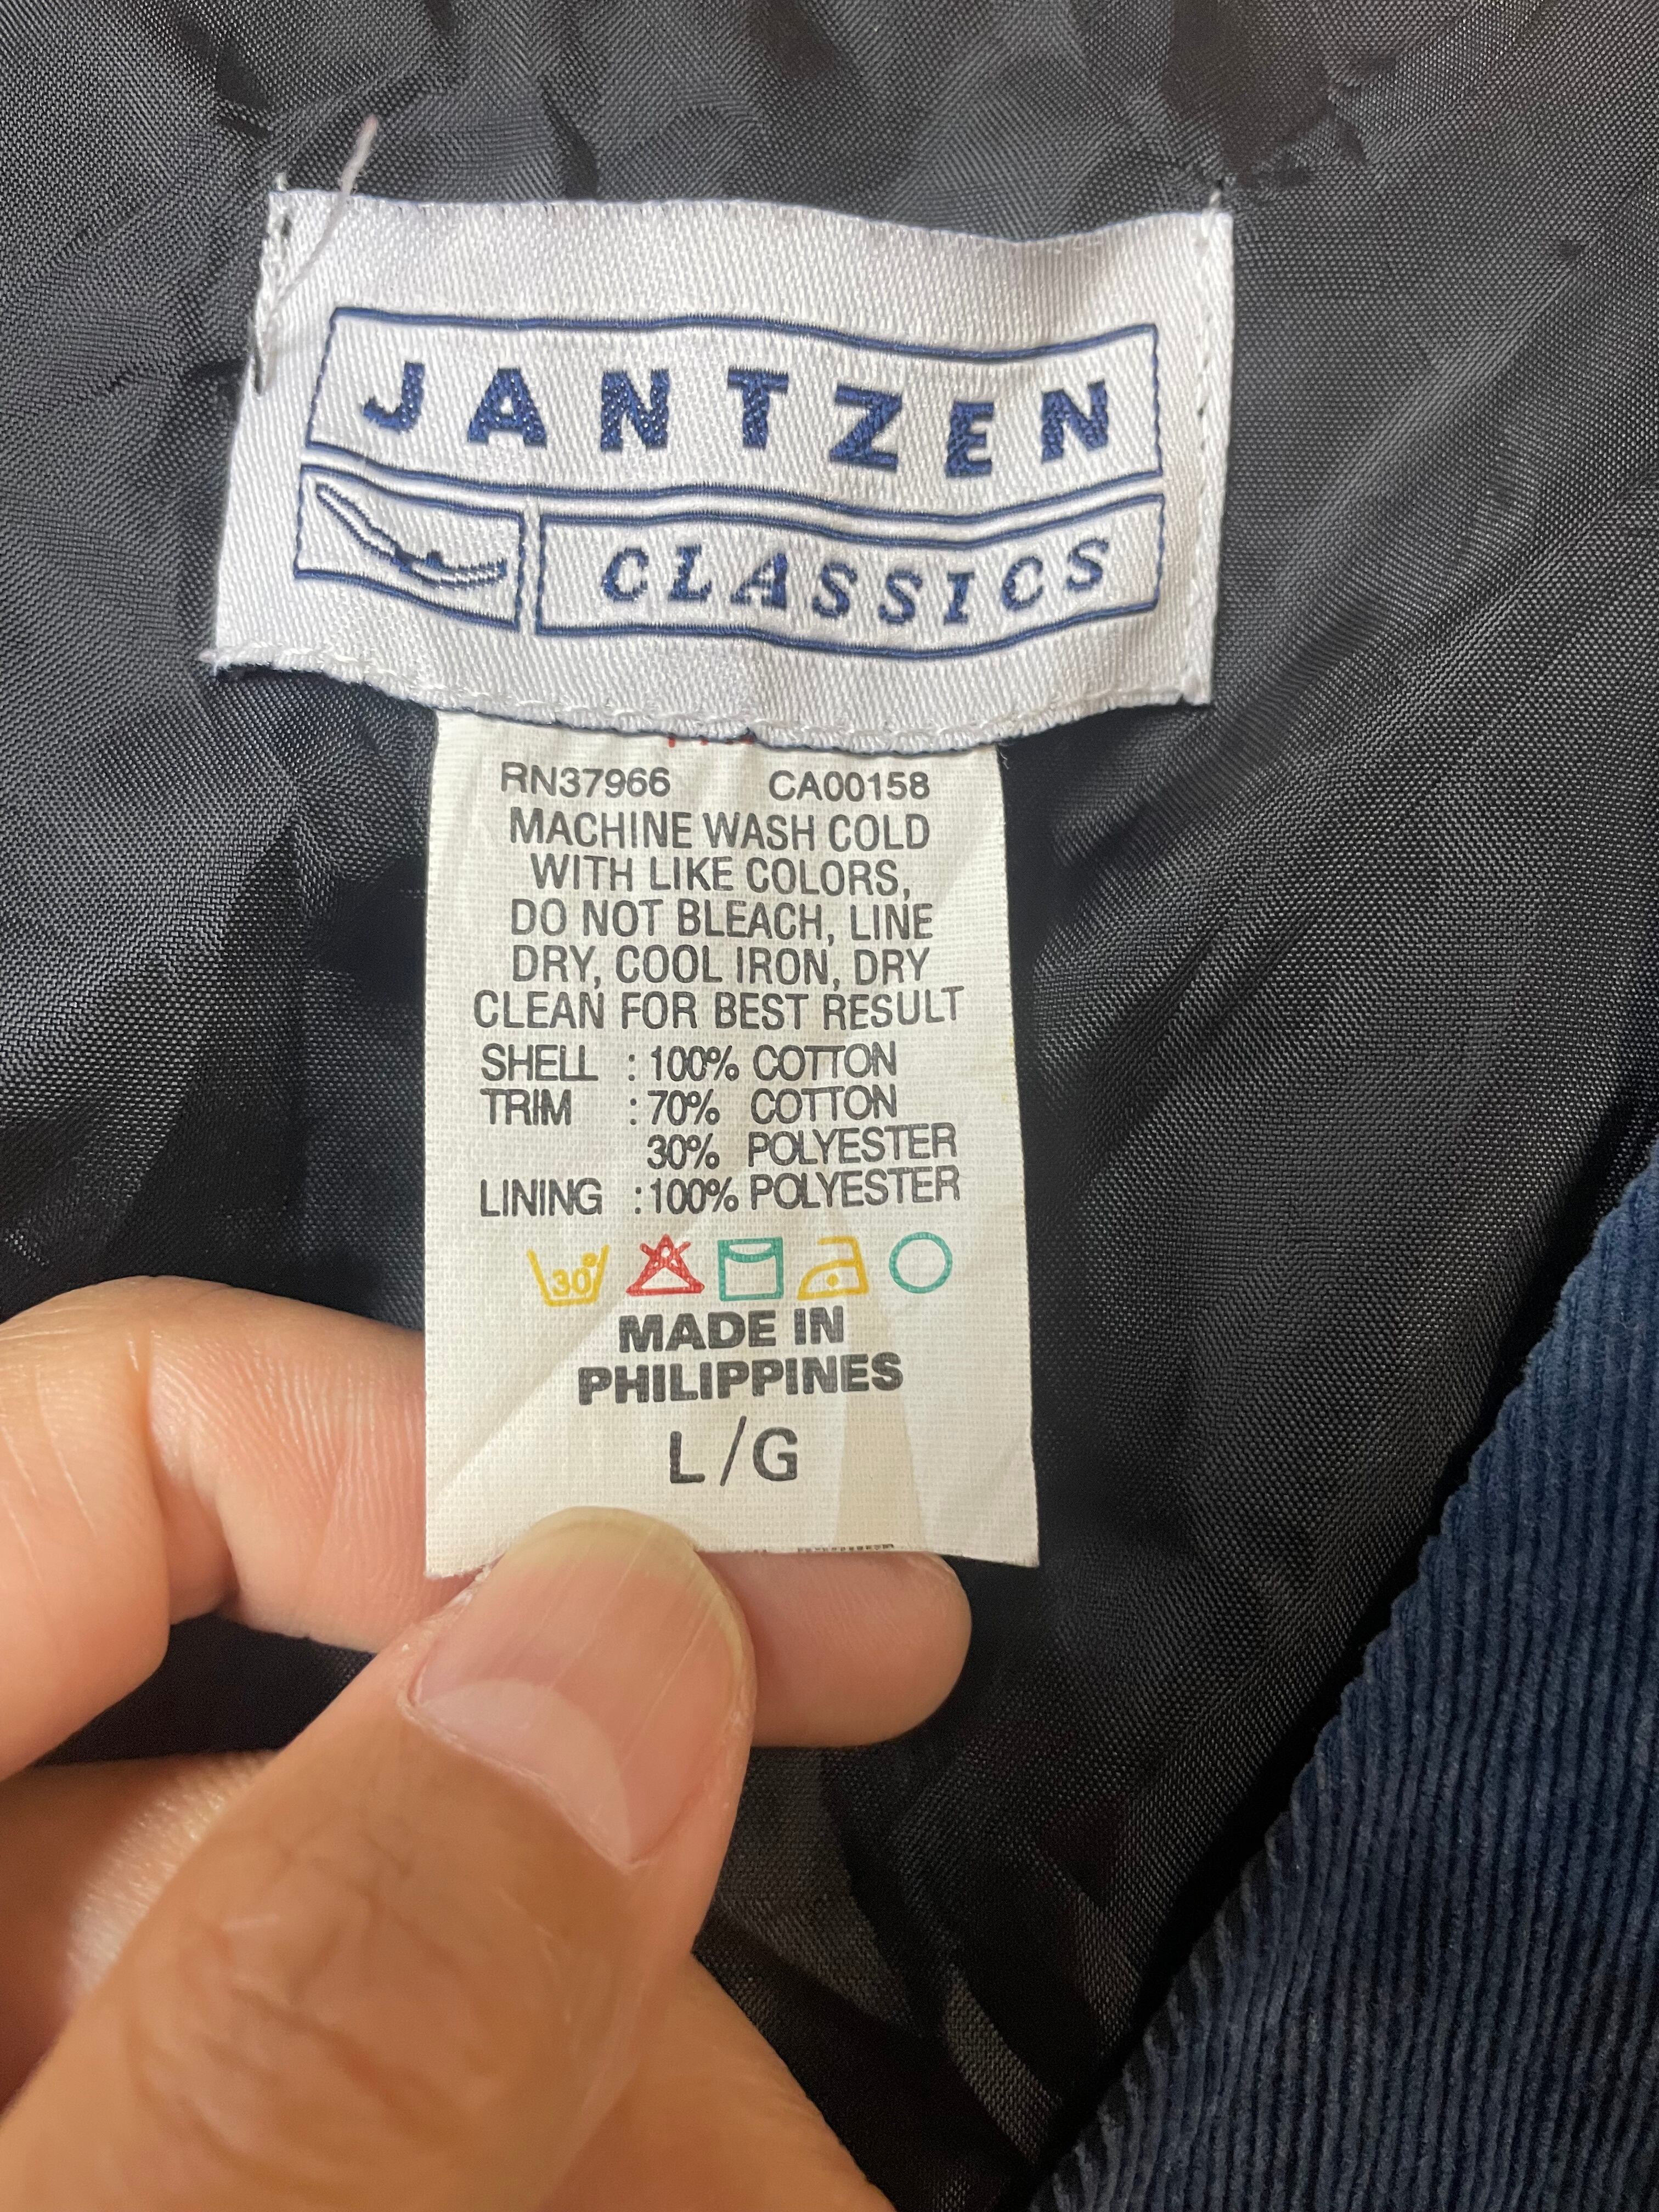 JANTZEN
CLASSICS
RN37966 CA00158
MACHINE WASH COLD
WITH LIKE COLORS,
DO NOT BLEACH, LINE
DRY, COOL IRON, DRY
CLEAN FOR BEST RESULT
SHELL : 100% COTTON
TRIM : 70% COTTON
30% POLYESTER
LINING : 100% POLYESTER
30°
MADE IN
PHILIPPINES
L/G